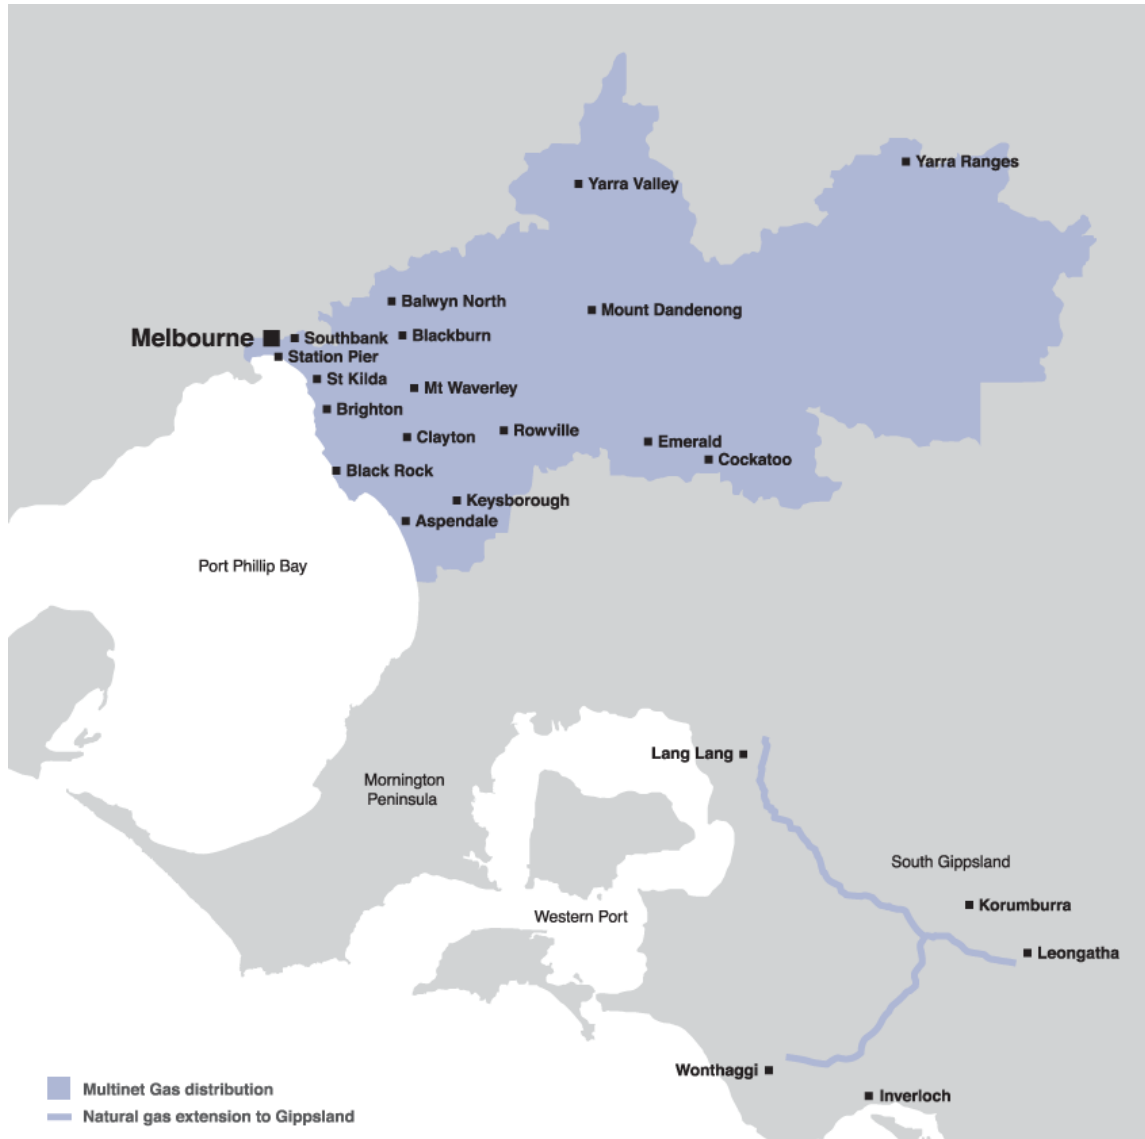 Yarra Ranges
Yarra Valley
Balwyn North
Mount Dandenong
Melbourne
Southbank
Blackburn
Station Pier
St Kilda
Mt Waverley
Brighton
Clayton
Rowville
Emerald
Cockatoo
Black Rock
Keysborough
Aspendale
Port Phillip Bay
Lang Lang
Mornington
Peninsula
South Gippsland
Korumburra
Western Port
Leongatha
Wonthaggi
Inverloch
Multinet Gas distribution
Natural gas extension to Gippsland